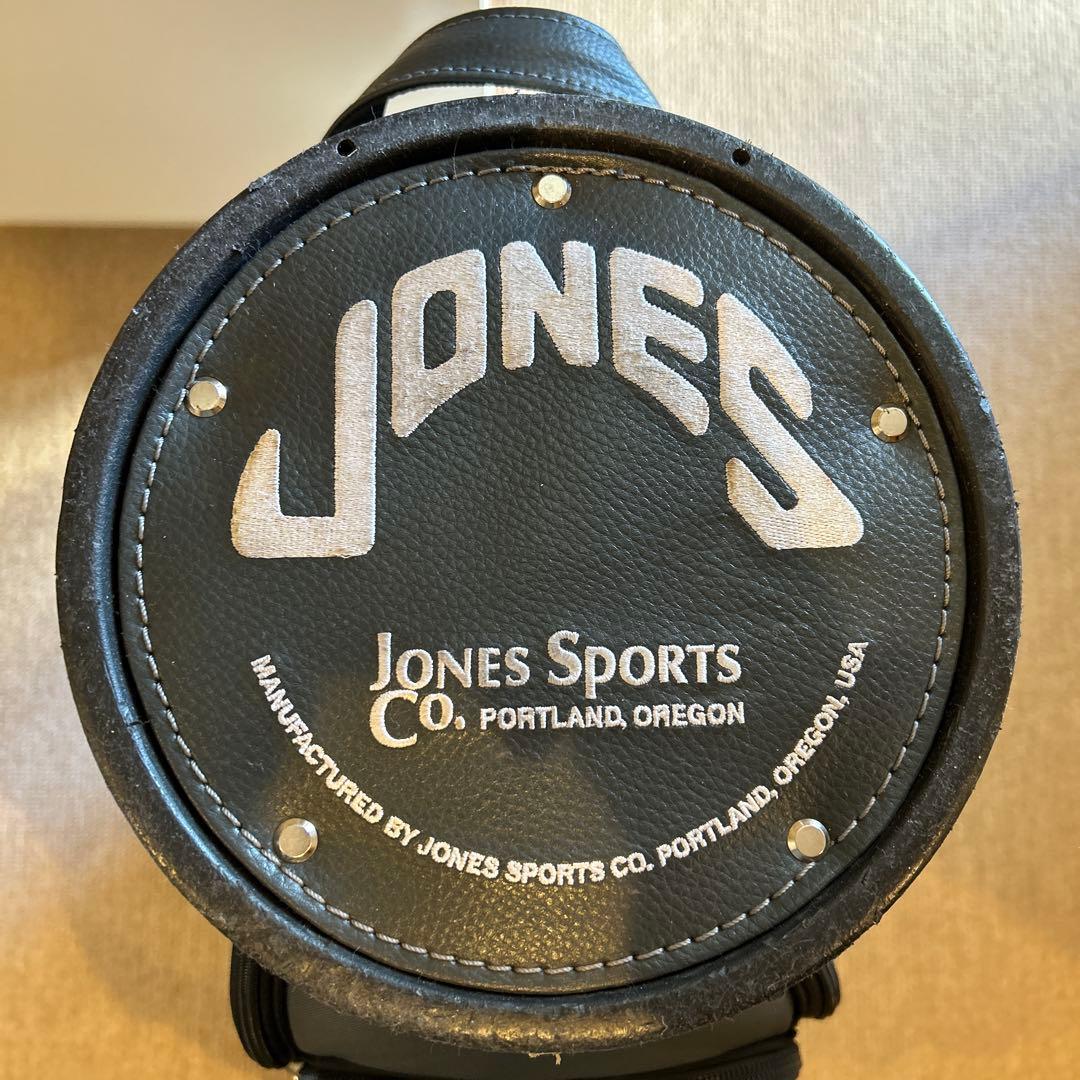 JONES
JONES SPORTS
CO. PORTLAND, OREGON
MANUFACTURED BY JONES SPORTS CO. PORTLAND, OREGON, USA